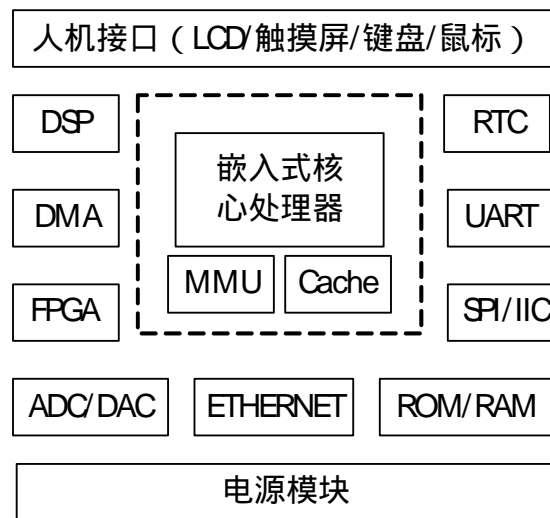 人机接口（LCD/触摸屏/键盘/鼠标）
DSP
RTC
嵌入式核
心处理器
DMA
UART
MMU
Cache
FPGA
SPI/IIC
ADC/DAC
ETHERNET
ROM/RAM
电源模块